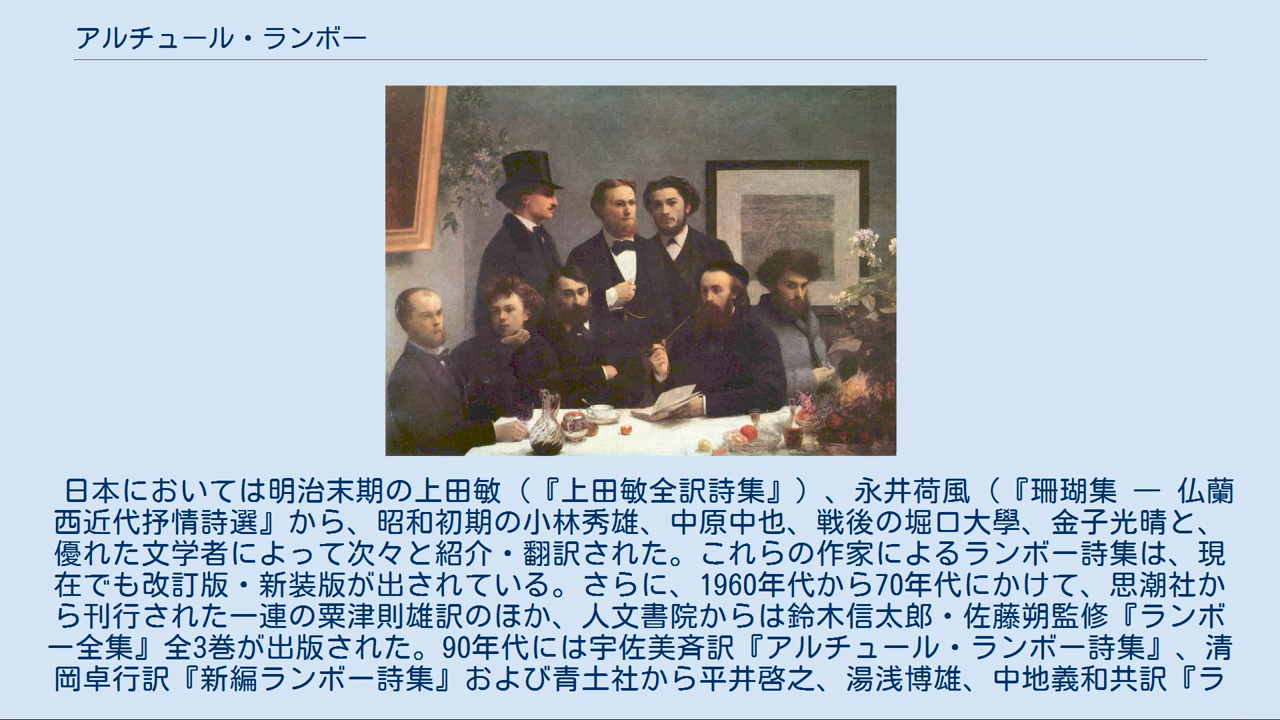 アルチュール・ランボー
日本においては明治末期の上田敏（『上田敏全訳詩集』）、永井荷風（『珊瑚集 ― 仏蘭
西近代抒情詩選』から、昭和初期の小林秀雄、中原中也、戦後の堀口大學、金子光晴と、
優れた文学者によって次々と紹介・翻訳された。これらの作家によるランボー詩集は、現
在でも改訂版・新装版が出されている。さらに、1960年代から70年代にかけて、思潮社か
ら刊行された一連の粟津則雄訳のほか、人文書院からは鈴木信太郎・佐藤朔監修『ランボ
ー全集』全3巻が出版された。90年代には宇佐美斉訳『アルチュール・ランボー詩集』、清
岡卓行訳『新編ランボー詩集』および青土社から平井啓之、湯浅博雄、中地義和共訳『ラ